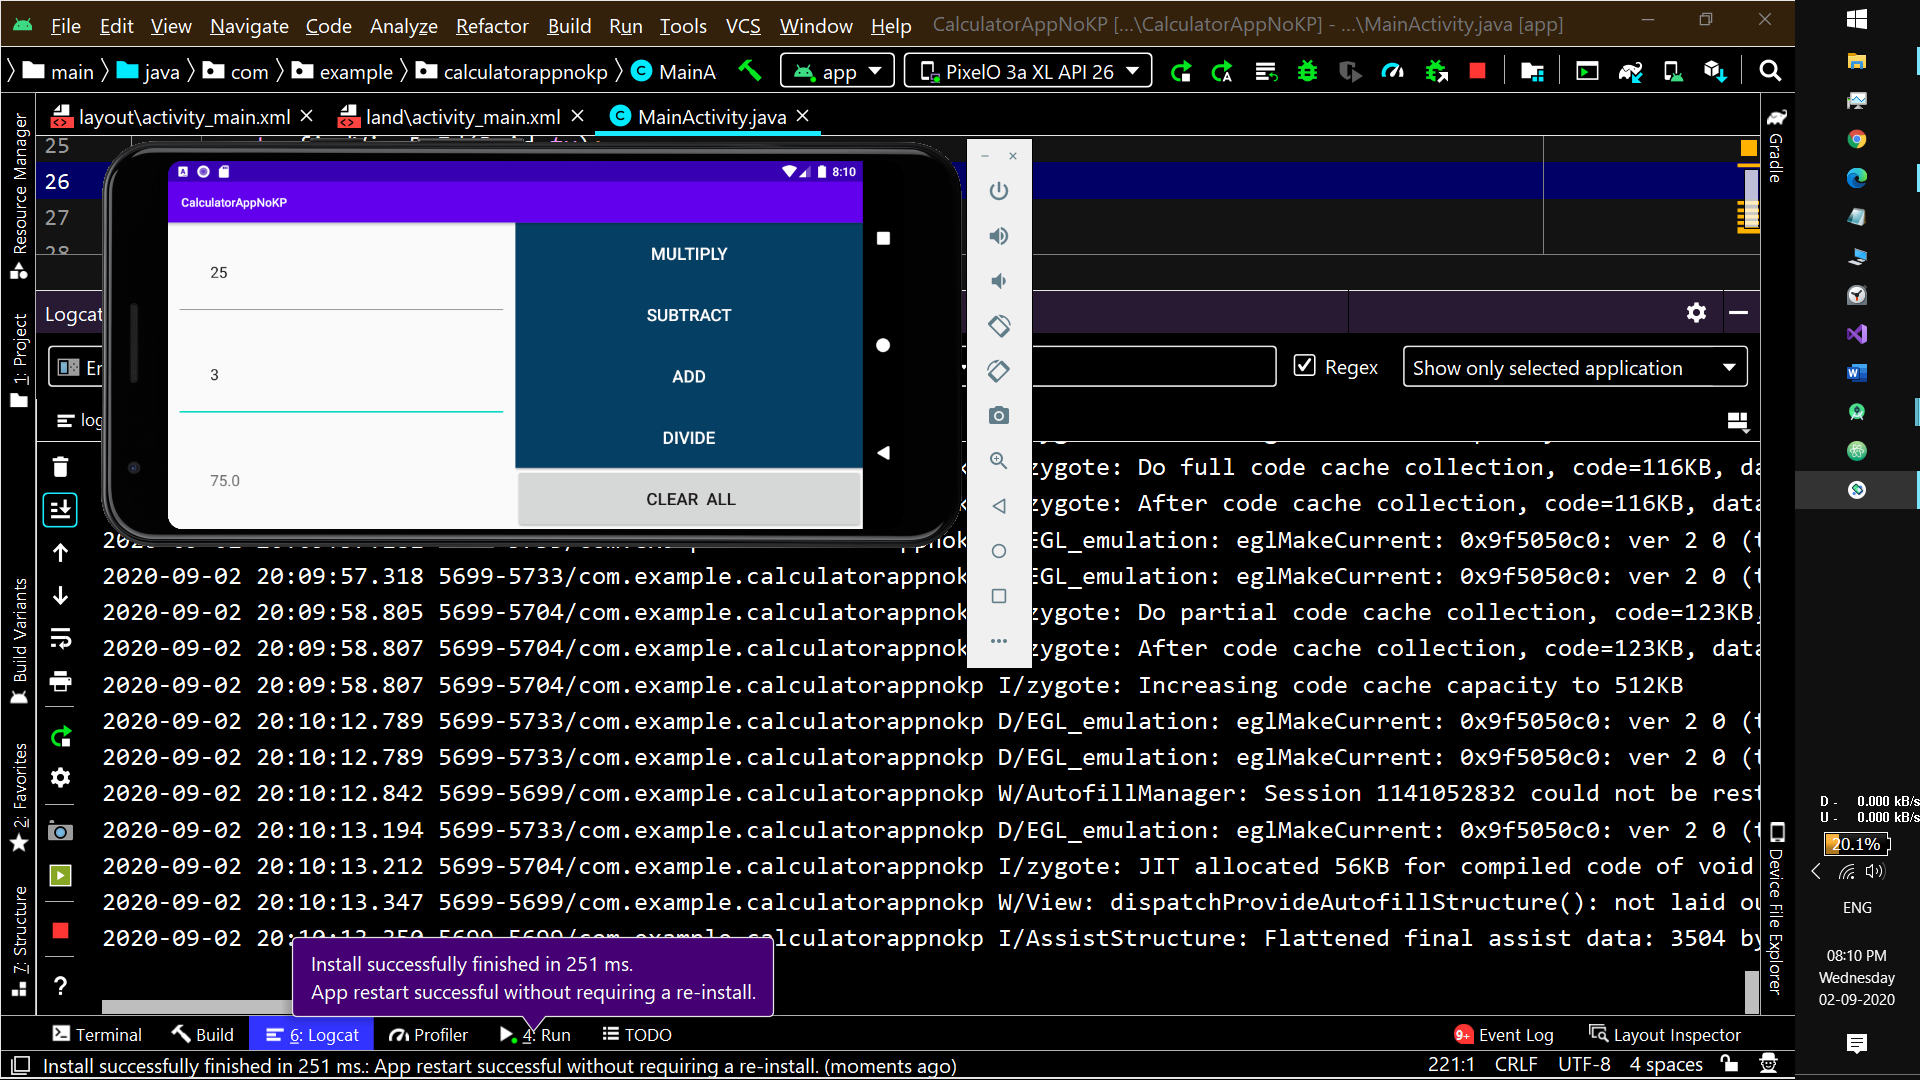 File Edit View Navigate Code Analyze Refactor Build Run Tools VCS Window Help CalculatorAppNoKP [...\CalculatorAppNoKP] - ...\MainActivity.java [app]
main java com example calculatorappnokp MainA app PixelO 3a XL API 26
layout\activity_main.xml land\activity_main.xml MainActivity.java
25
26
27
28
8:10
CalculatorAppNoKP
25
3
75.0
MULTIPLY
SUBTRACT
ADD
DIVIDE
CLEAR ALL
Resource Manager
1: Project
Build Variants
2: Favorites
7: Structure
Gradle
Device File Explorer
Logcat
Regex Show only selected application
zygote: Do full code cache collection, code=116KB,
zygote: After code cache collection, code=116KB,
EGL_emulation: eglMakeCurrent: 0x9f5050c0: ver 2 0
2020-09-02 20:09:57.318 5699-5733/com.example.calculatorappnok EGL_emulation: eglMakeCurrent: 0x9f5050c0: ver 2 0
2020-09-02 20:09:58.805 5699-5704/com.example.calculatorappnok zygote: Do partial code cache collection, code=123KB,
2020-09-02 20:09:58.807 5699-5704/com.example.calculatorappnok zygote: After code cache collection, code=123KB,
2020-09-02 20:09:58.807 5699-5704/com.example.calculatorappnokp I/zygote: Increasing code cache capacity to 512KB
2020-09-02 20:10:12.789 5699-5733/com.example.calculatorappnokp D/EGL_emulation: eglMakeCurrent: 0x9f5050c0: ver 2 0
2020-09-02 20:10:12.789 5699-5733/com.example.calculatorappnokp D/EGL_emulation: eglMakeCurrent: 0x9f5050c0: ver 2 0
2020-09-02 20:10:12.842 5699-5699/com.example.calculatorappnokp W/AutofillManager: Session 1141052832 could not be rest
2020-09-02 20:10:13.194 5699-5733/com.example.calculatorappnokp D/EGL_emulation: eglMakeCurrent: 0x9f5050c0: ver 2 0
2020-09-02 20:10:13.212 5699-5704/com.example.calculatorappnokp I/zygote: JIT allocated 56KB for compiled code of void
2020-09-02 20:10:13.347 5699-5699/com.example.calculatorappnokp W/View: dispatchProvideAutofillStructure(): not laid ou
2020-09-02 20:10:13.350 5699-5699/com.example.calculatorappnokp I/AssistStructure: Flattened final assist data: 3504 by
Install successfully finished in 251 ms.
App restart successful without requiring a re-install.
Terminal Build 6: Logcat Profiler 4: Run TODO 9+ Event Log Layout Inspector
Install successfully finished in 251 ms.: App restart successful without requiring a re-install. (moments ago) 221:1 CRLF UTF-8 4 spaces
D - 0.000 kB/s
U - 0.000 kB/s
20.1%
ENG
08:10 PM
Wednesday
02-09-2020